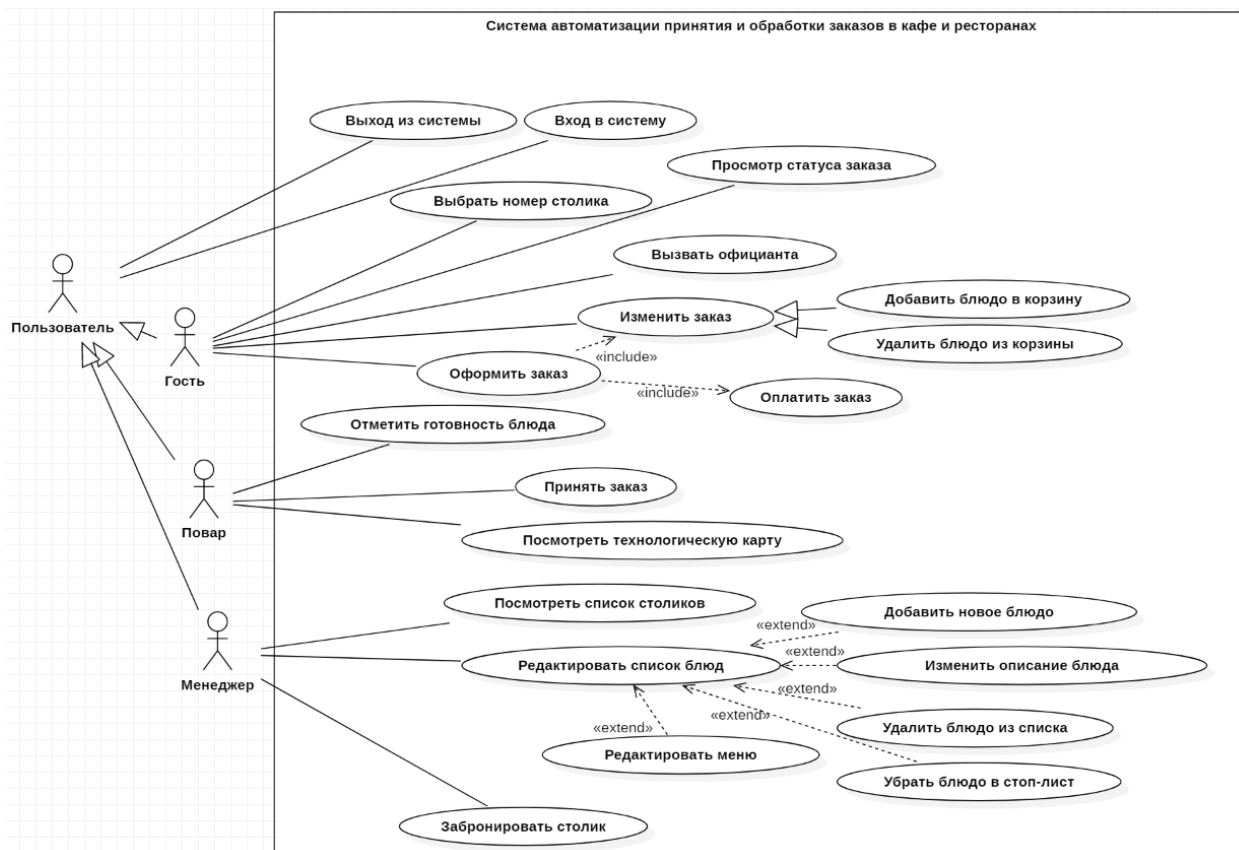 Система автоматизации принятия и обработки заказов в кафе и ресторанах
Выход из системы
Вход в систему
Просмотр статуса заказа
Выбрать номер столика
Вызвать официанта
Пользователь
Гость
Изменить заказ
Добавить блюдо в корзину
Удалить блюдо из корзины
«include»
Оформить заказ
«include»
Оплатить заказ
Отметить готовность блюда
Повар
Принять заказ
Посмотреть технологическую карту
Посмотреть список столиков
Добавить новое блюдо
«extend»
Менеджер
Редактировать список блюд
«extend»
Изменить описание блюда
«extend»
«extend»
«extend»
Удалить блюдо из списка
Редактировать меню
Убрать блюдо в стоп-лист
Забронировать столик